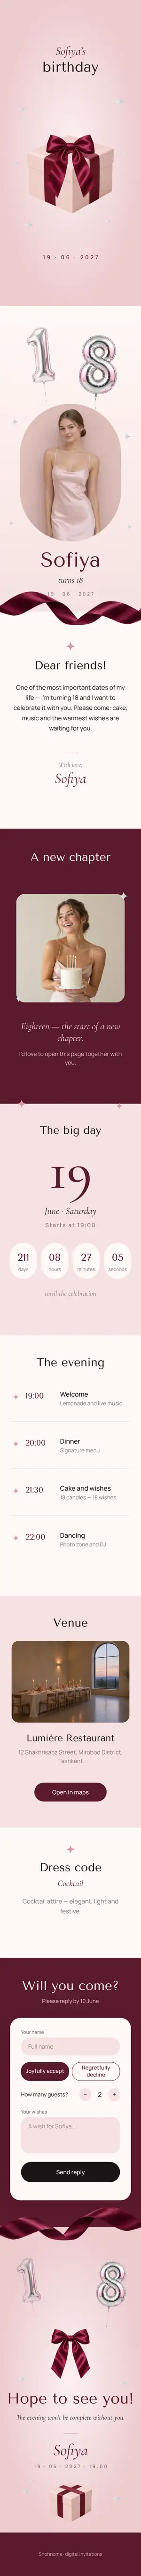 Sofiya's
birthday
19 · 06 · 2027
18
Sofiya
turns 18
19 · 06 · 2027
Dear friends!
One of the most important dates of my
life — I'm turning 18 and I want to
celebrate it with you. Please come: cake,
music and the warmest wishes are
waiting for you.
With love,
Sofiya
A new chapter
Eighteen — the start of a new
chapter.
I'd love to open this page together with
you.
The big day
19
June · Saturday
Starts at 19:00
211 08 27 05
days hours minutes seconds
until the celebration
The evening
19:00 Welcome
Lemonade and live music
20:00 Dinner
Signature menu
21:30 Cake and wishes
18 candles — 18 wishes
22:00 Dancing
Photo zone and DJ
Venue
Lumière Restaurant
12 Shakhrisabz Street, Mirobod District,
Tashkent
Open in maps
Dress code
Cocktail
Cocktail attire — elegant, light and
festive.
Will you come?
Please reply by 10 June
Your name
Full name
Joyfully accept
Regretfully
decline
How many guests? - 2 +
Your wishes
A wish for Sofiya...
Send reply
18
Hope to see you!
The evening won't be complete without you.
Sofiya
19 · 06 · 2027 · 19:00
Shohnoma · digital invitations